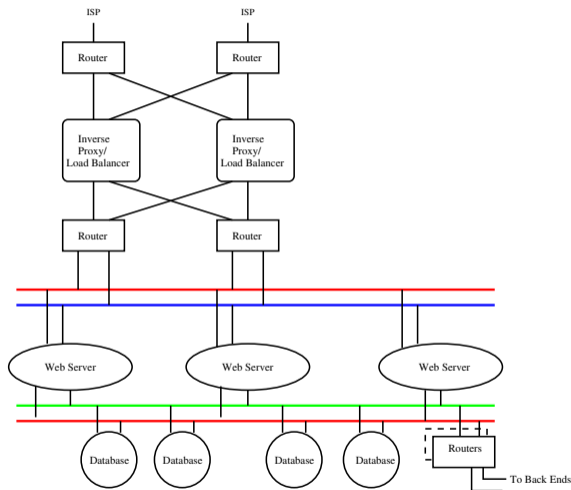 ISP
ISP
Router
Router
Inverse
Proxy/
Load Balancer
Inverse
Proxy/
Load Balancer
Router
Router
Web Server
Web Server
Web Server
Database
Database
Database
Database
Routers
To Back Ends